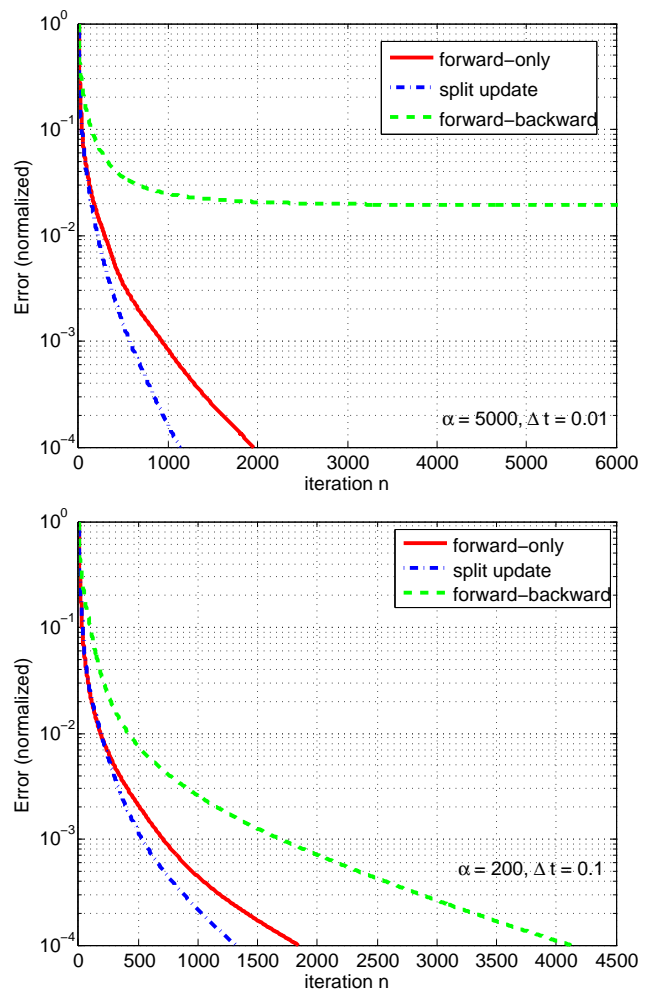 10^0
10^-1
10^-2
10^-3
10^-4
Error (normalized)
forward-only
split update
forward-backward
α = 5000, Δ t = 0.01
0 1000 2000 3000 4000 5000 6000
iteration n
10^0
10^-1
10^-2
10^-3
10^-4
Error (normalized)
forward-only
split update
forward-backward
α = 200, Δ t = 0.1
0 500 1000 1500 2000 2500 3000 3500 4000 4500
iteration n